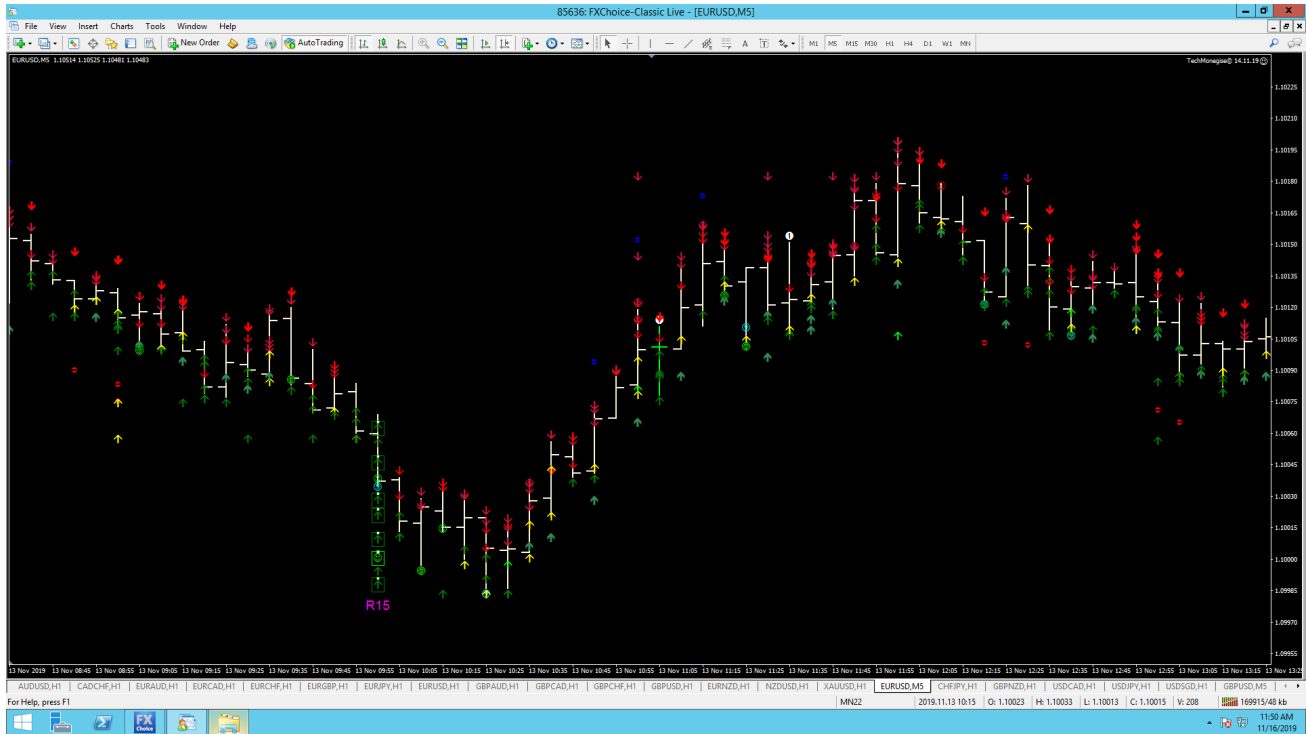 85636: FXChoice-Classic Live - [EURUSD,M5]
File View Insert Charts Tools Window Help
New Order AutoTrading A T M1 M5 M15 M30 H1 H4 D1 W1 MN
EURUSD,M5 1.10514 1.10525 1.10481 1.10483
TechMonegise© 14.11.19
1.10225
1.10210
1.10195
1.10180
1.10165
1.10150
1.10135
1.10120
1.10105
1.10090
1.10075
1.10060
1.10045
1.10030
1.10015
1.10000
1.09985
1.09970
1.09955
1
R15
13 Nov 2019 13 Nov 08:45 13 Nov 08:55 13 Nov 09:05 13 Nov 09:15 13 Nov 09:25 13 Nov 09:35 13 Nov 09:45 13 Nov 09:55 13 Nov 10:05 13 Nov 10:15 13 Nov 10:25 13 Nov 10:35 13 Nov 10:45 13 Nov 10:55 13 Nov 11:05 13 Nov 11:15 13 Nov 11:25 13 Nov 11:35 13 Nov 11:45 13 Nov 11:55 13 Nov 12:05 13 Nov 12:15 13 Nov 12:25 13 Nov 12:35 13 Nov 12:45 13 Nov 12:55 13 Nov 13:05 13 Nov 13:15 13 Nov 13:25
AUDUSD,H1 CADCHF,H1 EURAUD,H1 EURCAD,H1 EURCHF,H1 EURGBP,H1 EURJPY,H1 EURUSD,H1 GBPAUD,H1 GBPCAD,H1 GBPCHF,H1 GBPUSD,H1 EURNZD,H1 NZDUSD,H1 XAUUSD,H1 EURUSD,M5 CHFJPY,H1 GBPNZD,H1 USDCAD,H1 USDJPY,H1 USDSGD,H1 GBPUSD,M5
For Help, press F1 MN22 2019.11.13 10:15 O: 1.10023 H: 1.10033 L: 1.10013 C: 1.10015 V: 208 169915/48 kb
FX Choice
11:50 AM
11/16/2019